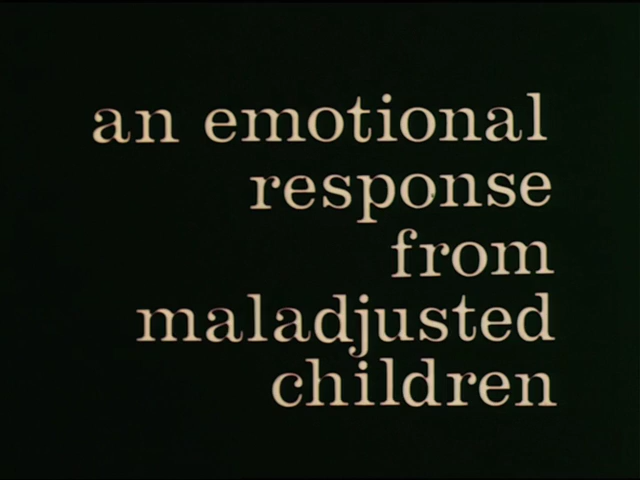 an emotional
response
from
maladjusted
children